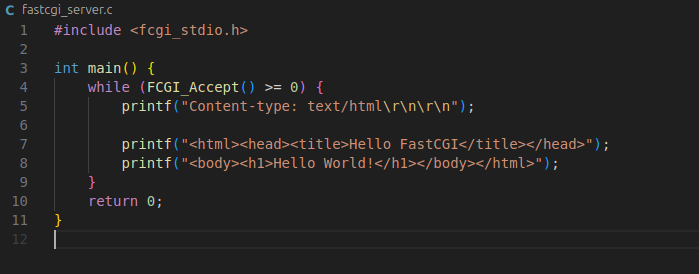 C fastcgi_server.c
1 #include <fcgi_stdio.h>
2
3 int main() {
4     while (FCGI_Accept() >= 0) {
5         printf("Content-type: text/html\r\n\r\n");
6
7         printf("<html><head><title>Hello FastCGI</title></head>");
8         printf("<body><h1>Hello World!</h1></body></html>");
9     }
10     return 0;
11 }
12